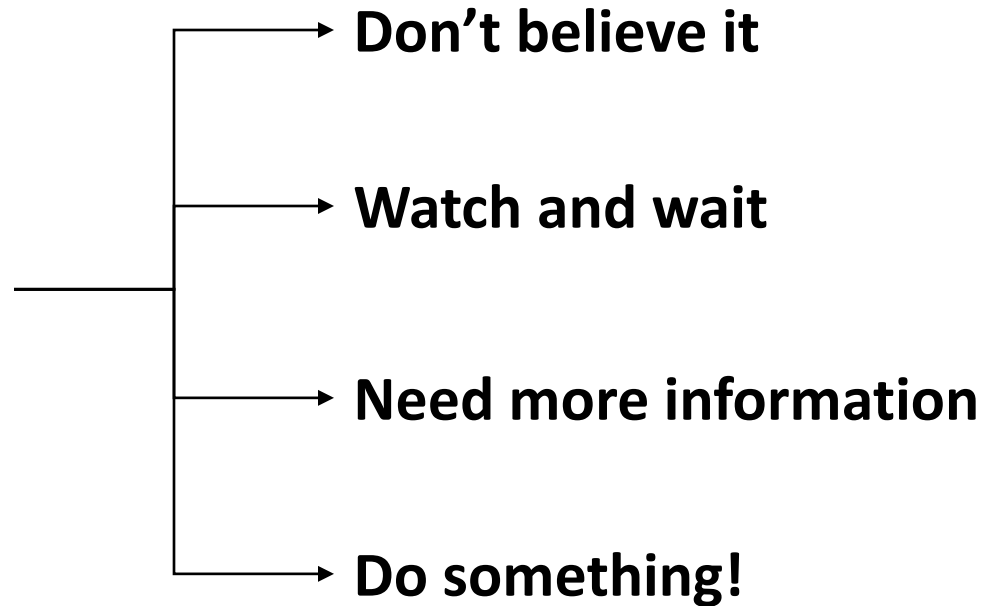 Don’t believe it
Watch and wait
Need more information
Do something!